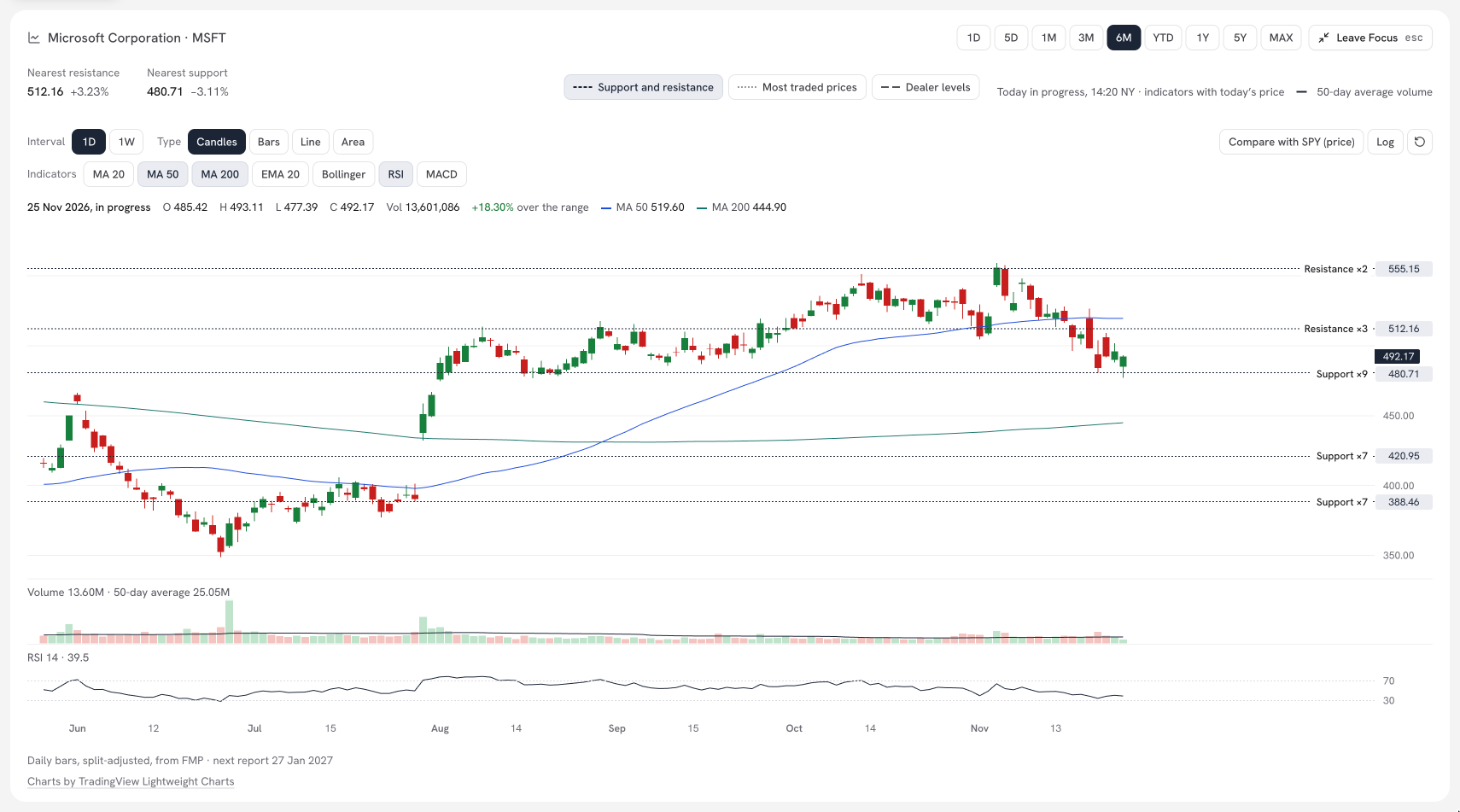 Microsoft Corporation · MSFT
1D 5D 1M 3M 6M YTD 1Y 5Y MAX Leave Focus esc
Nearest resistance Nearest support
512.16 +3.23% 480.71 −3.11%
Support and resistance Most traded prices Dealer levels Today in progress, 14:20 NY · indicators with today’s price 50-day average volume
Interval 1D 1W Type Candles Bars Line Area Compare with SPY (price) Log
Indicators MA 20 MA 50 MA 200 EMA 20 Bollinger RSI MACD
25 Nov 2026, in progress O 485.42 H 493.11 L 477.39 C 492.17 Vol 13,601,086 +18.30% over the range MA 50 519.60 MA 200 444.90
Resistance ×2 555.15
Resistance ×3 512.16
492.17
Support ×9 480.71
450.00
Support ×7 420.95
400.00
Support ×7 388.46
350.00
Volume 13.60M · 50-day average 25.05M
RSI 14 · 39.5
70
30
Jun 12 Jul 15 Aug 14 Sep 15 Oct 14 Nov 13
Daily bars, split-adjusted, from FMP · next report 27 Jan 2027
Charts by TradingView Lightweight Charts